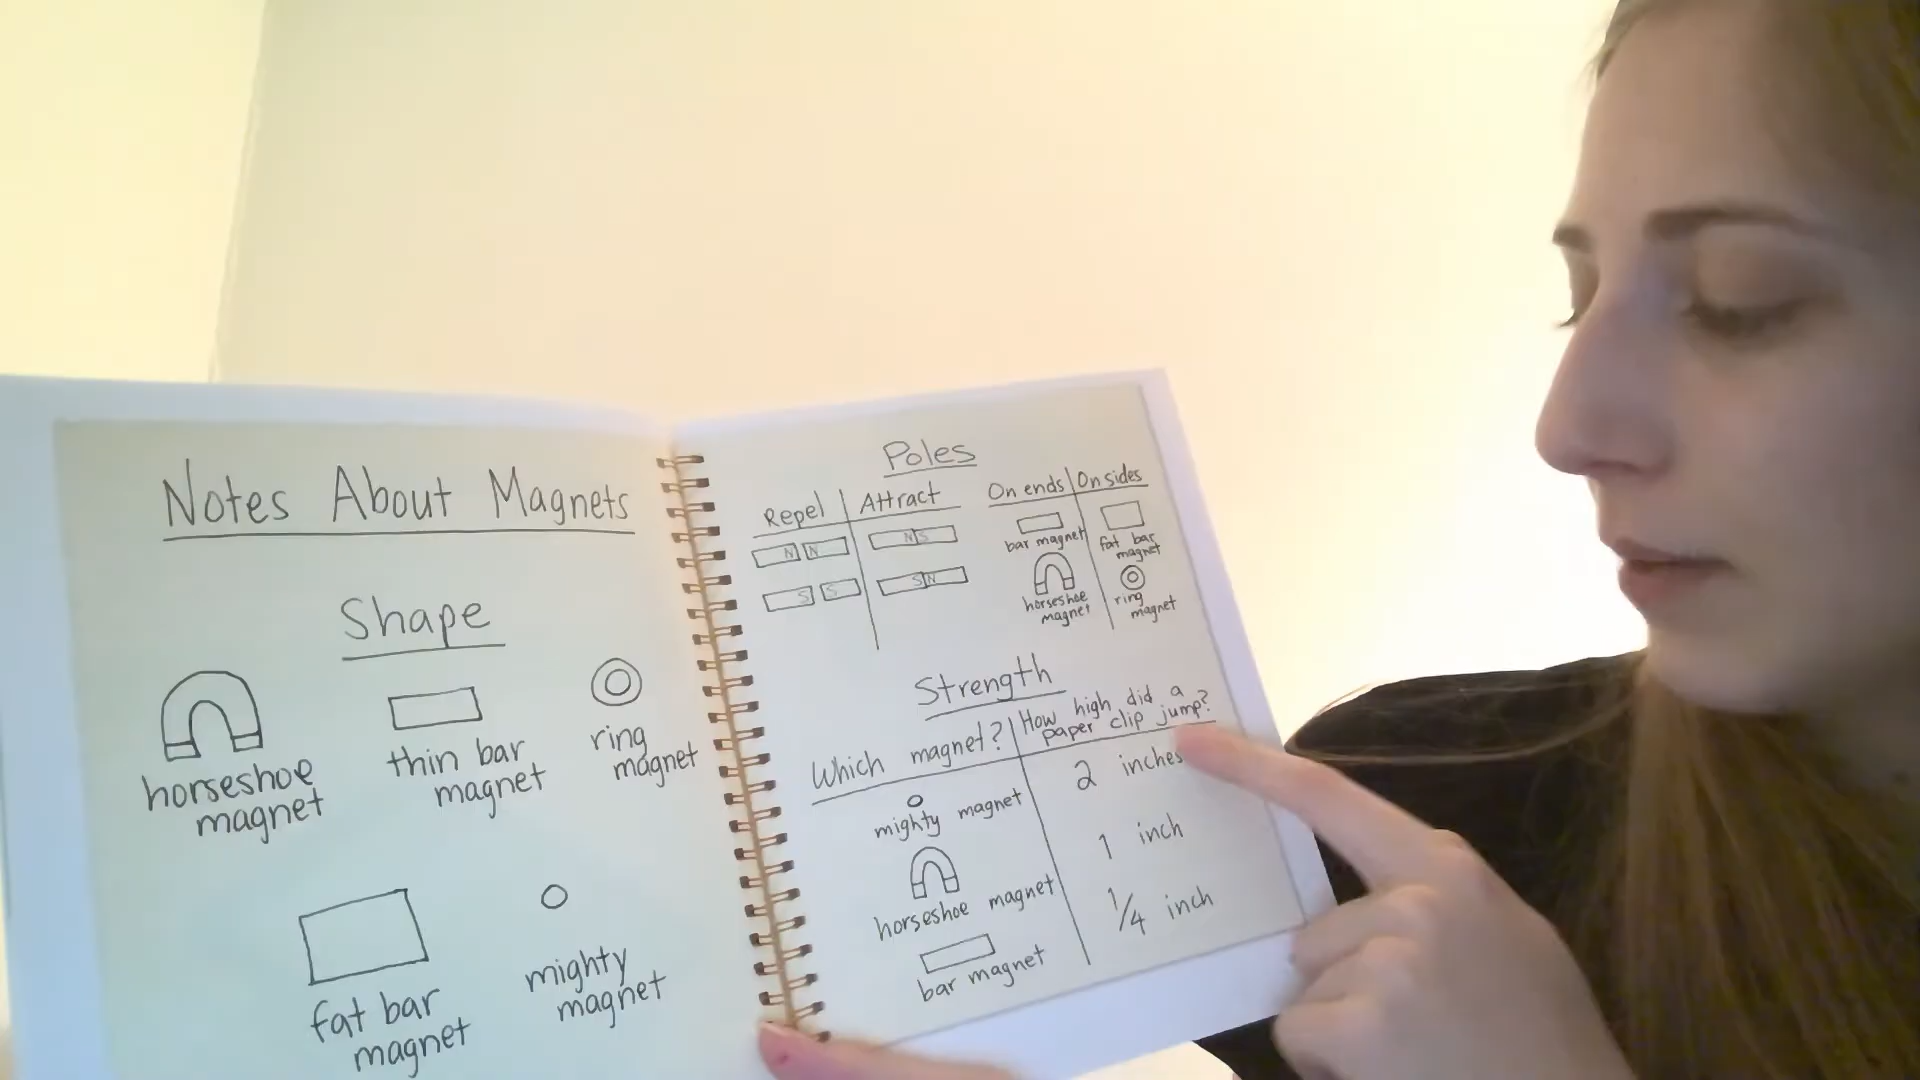 Notes About Magnets
Shape
horseshoe
magnet
thin bar
magnet
ring
magnet
fat bar
magnet
mighty
magnet
Poles
Repel Attract
N N
N S
S S
S N
On ends On sides
bar magnet
fat bar
magnet
horseshoe
magnet
ring
magnet
Strength
Which magnet?
How high did a
paper clip jump?
mighty magnet
2 inches
horseshoe magnet
1 inch
bar magnet
1/4 inch